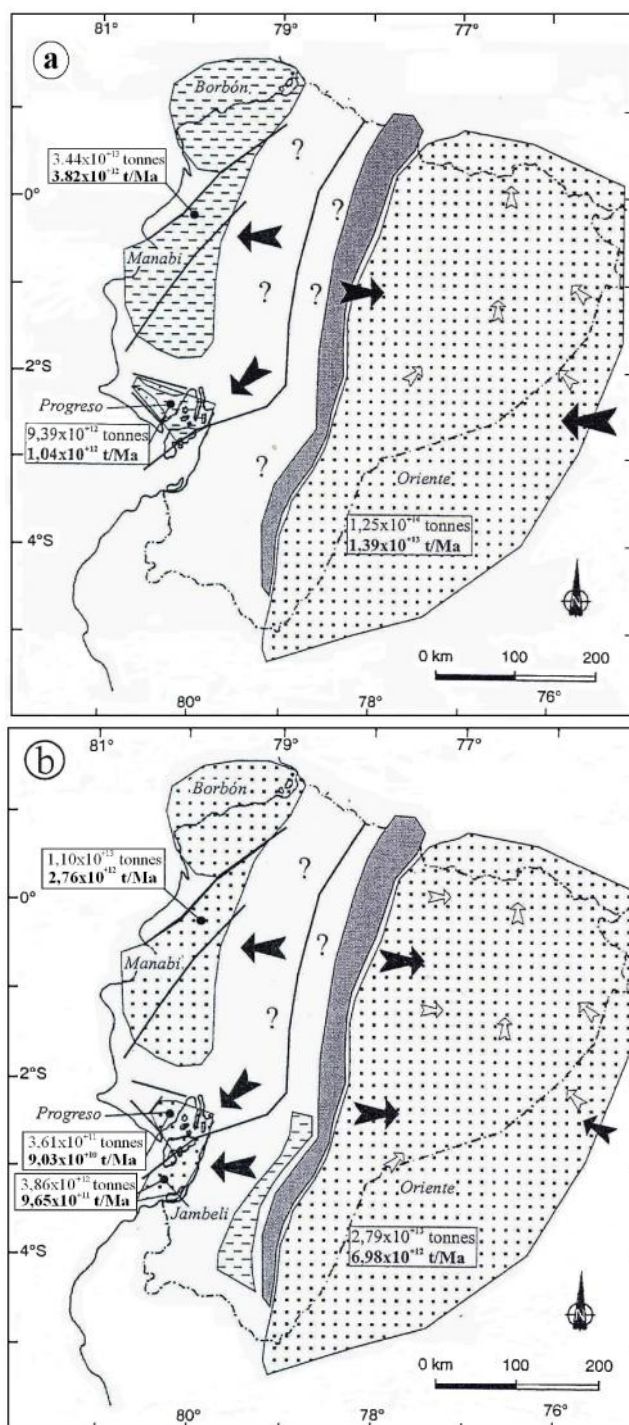 81°
79°
77°
a
Borbón
3.44x10⁺¹³ tonnes
3.82x10⁺¹² t/Ma
?
?
0°
Manabí
?
?
?
2°S
Progreso
9,39x10⁺¹² tonnes
1,04x10⁺¹² t/Ma
?
Oriente
1,25x10⁺¹⁴ tonnes
1,39x10⁺¹³ t/Ma
4°S
N
0 km 100 200
80°
78°
76°
81°
79°
77°
b
Borbón
1,10x10⁺¹³ tonnes
2,76x10⁺¹² t/Ma
?
0°
?
Manabí
?
2°S
Progreso
3.61x10⁺¹¹ tonnes
9,03x10⁺¹⁰ t/Ma
3,86x10⁺¹² tonnes
9,65x10⁺¹¹ t/Ma
Jambelí
Oriente
2,79x10⁺¹³ tonnes
6,98x10⁺¹² t/Ma
4°S
N
0 km 100 200
80°
78°
76°